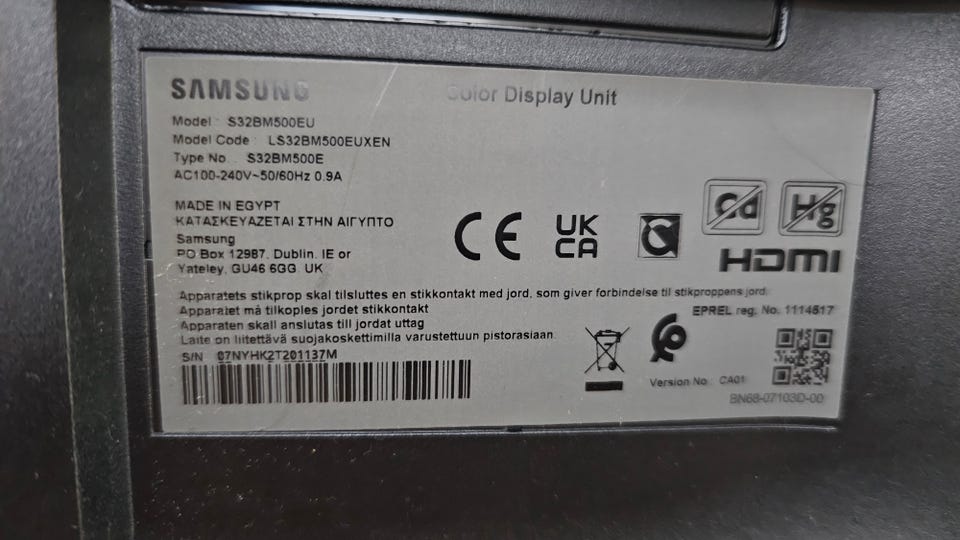 SAMSUNG
Color Display Unit
Model : S32BM500EU
Model Code : LS32BM500EUXEN
Type No. : S32BM500E
AC100-240V~50/60Hz 0.9A
MADE IN EGYPT
ΚΑΤΑΣΚΕΥΑΖΕΤΑΙ ΣΤΗΝ ΑΙΓΥΠΤΟ
Samsung
PO Box 12987, Dublin. IE or
Yateley, GU46 6GG. UK
CE
UK
CA
Cd
Hg
HDMI
Apparatets stikprop skal tilsluttes en stikkontakt med jord, som giver forbindelse til stikproppens jord.
Apparatet må tilkoples jordet stikkontakt
Apparaten skall anslutas till jordat uttag
Laite on liitettävä suojakoskettimilla varustettuun pistorasiaan.
EPREL reg. No. 1114517
S/N 07NYHK2T201137M
Version No. : CA01
BN68-07103D-00